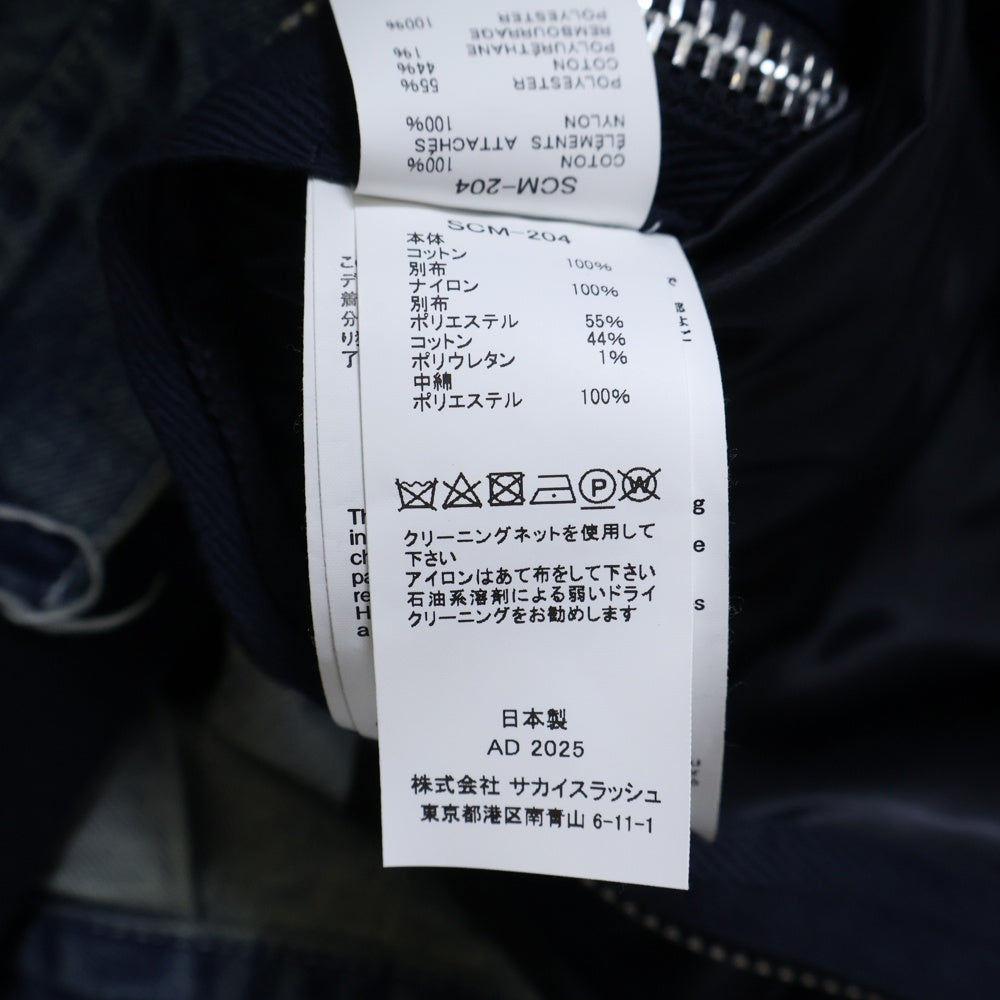 SCM-204
COTON 100%
ÉLÉMENTS ATTACHÉS
NYLON 100%
POLYESTER 55%
COTON 44%
POLYURÉTHANE 1%
REMBOURRAGE
POLYESTER 100%
SCM-204
本体
コットン 100%
別布
ナイロン 100%
別布
ポリエステル 55%
コットン 44%
ポリウレタン 1%
中綿
ポリエステル 100%
P W
クリーニングネットを使用して
下さい
アイロンはあて布をして下さい
石油系溶剤による弱いドライ
クリーニングをお勧めします
日本製
AD 2025
株式会社 サカイスラッシュ
東京都港区南青山 6-11-1